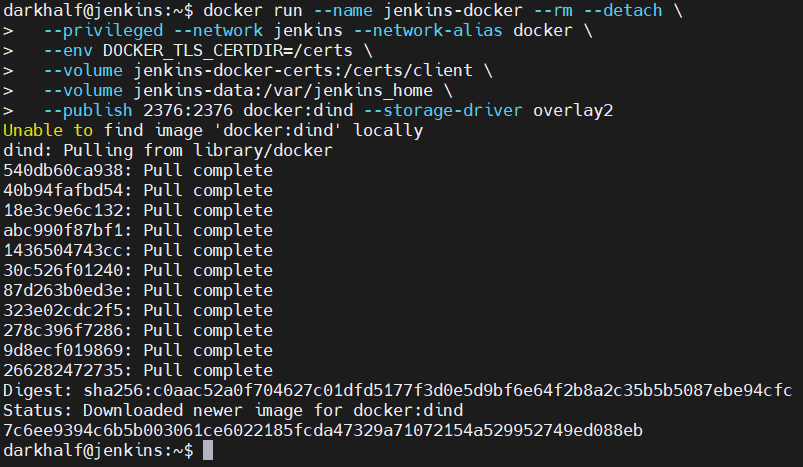 darkhalf@jenkins:~$ docker run --name jenkins-docker --rm --detach \
>   --privileged --network jenkins --network-alias docker \
>   --env DOCKER_TLS_CERTDIR=/certs \
>   --volume jenkins-docker-certs:/certs/client \
>   --volume jenkins-data:/var/jenkins_home \
>   --publish 2376:2376 docker:dind --storage-driver overlay2
Unable to find image 'docker:dind' locally
dind: Pulling from library/docker
540db60ca938: Pull complete
40b94fafbd54: Pull complete
18e3c9e6c132: Pull complete
abc990f87bf1: Pull complete
1436504743cc: Pull complete
30c526f01240: Pull complete
87d263b0ed3e: Pull complete
323e02cdc2f5: Pull complete
278c396f7286: Pull complete
9d8ecf019869: Pull complete
266282472735: Pull complete
Digest: sha256:c0aac52a0f704627c01dfd5177f3d0e5d9bf6e64f2b8a2c35b5b5087ebe94cfc
Status: Downloaded newer image for docker:dind
7c6ee9394c6b5b003061ce6022185fcda47329a71072154a529952749ed088eb
darkhalf@jenkins:~$